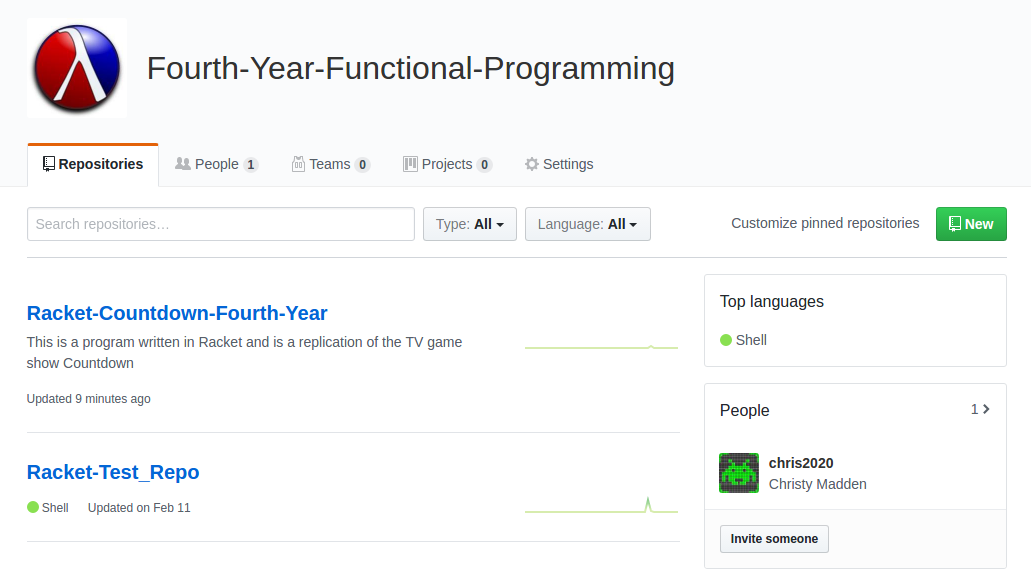 Fourth-Year-Functional-Programming
Repositories People 1 Teams 0 Projects 0 Settings
Search repositories… Type: All Language: All Customize pinned repositories New
Racket-Countdown-Fourth-Year
This is a program written in Racket and is a replication of the TV game
show Countdown
Updated 9 minutes ago
Racket-Test_Repo
Shell Updated on Feb 11
Top languages
Shell
People 1
chris2020
Christy Madden
Invite someone